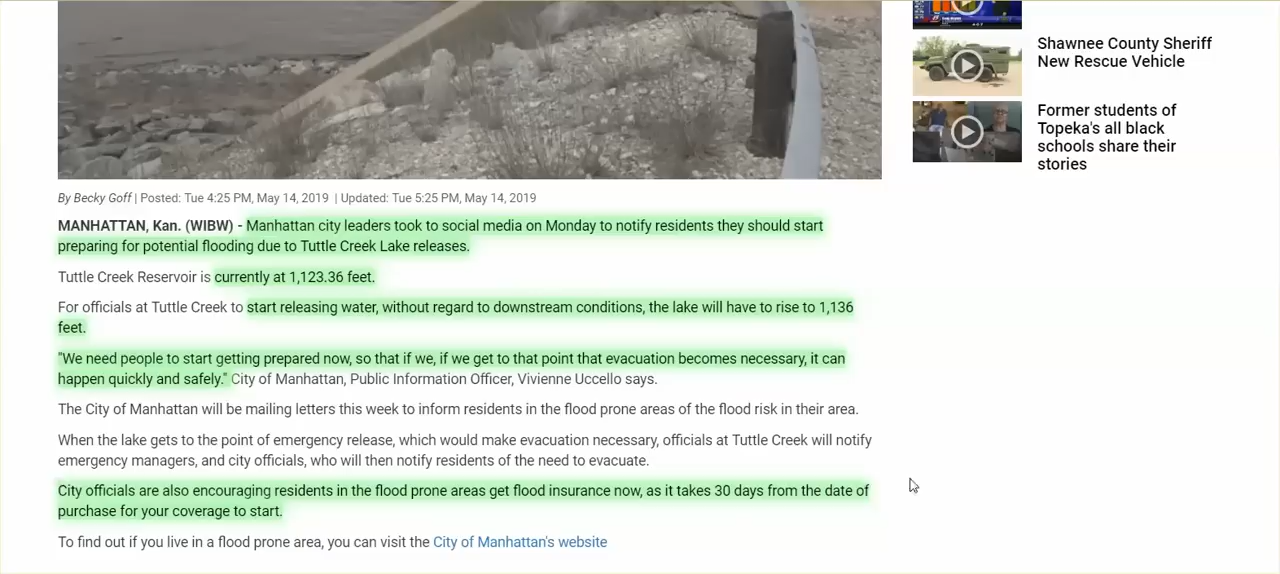 Shawnee County Sheriff
New Rescue Vehicle
Former students of
Topeka's all black
schools share their
stories
By Becky Goff | Posted: Tue 4:25 PM, May 14, 2019 | Updated: Tue 5:25 PM, May 14, 2019
MANHATTAN, Kan. (WIBW) - Manhattan city leaders took to social media on Monday to notify residents they should start
preparing for potential flooding due to Tuttle Creek Lake releases.
Tuttle Creek Reservoir is currently at 1,123.36 feet.
For officials at Tuttle Creek to start releasing water, without regard to downstream conditions, the lake will have to rise to 1,136
feet.
"We need people to start getting prepared now, so that if we, if we get to that point that evacuation becomes necessary, it can
happen quickly and safely." City of Manhattan, Public Information Officer, Vivienne Uccello says.
The City of Manhattan will be mailing letters this week to inform residents in the flood prone areas of the flood risk in their area.
When the lake gets to the point of emergency release, which would make evacuation necessary, officials at Tuttle Creek will notify
emergency managers, and city officials, who will then notify residents of the need to evacuate.
City officials are also encouraging residents in the flood prone areas get flood insurance now, as it takes 30 days from the date of
purchase for your coverage to start.
To find out if you live in a flood prone area, you can visit the City of Manhattan's website